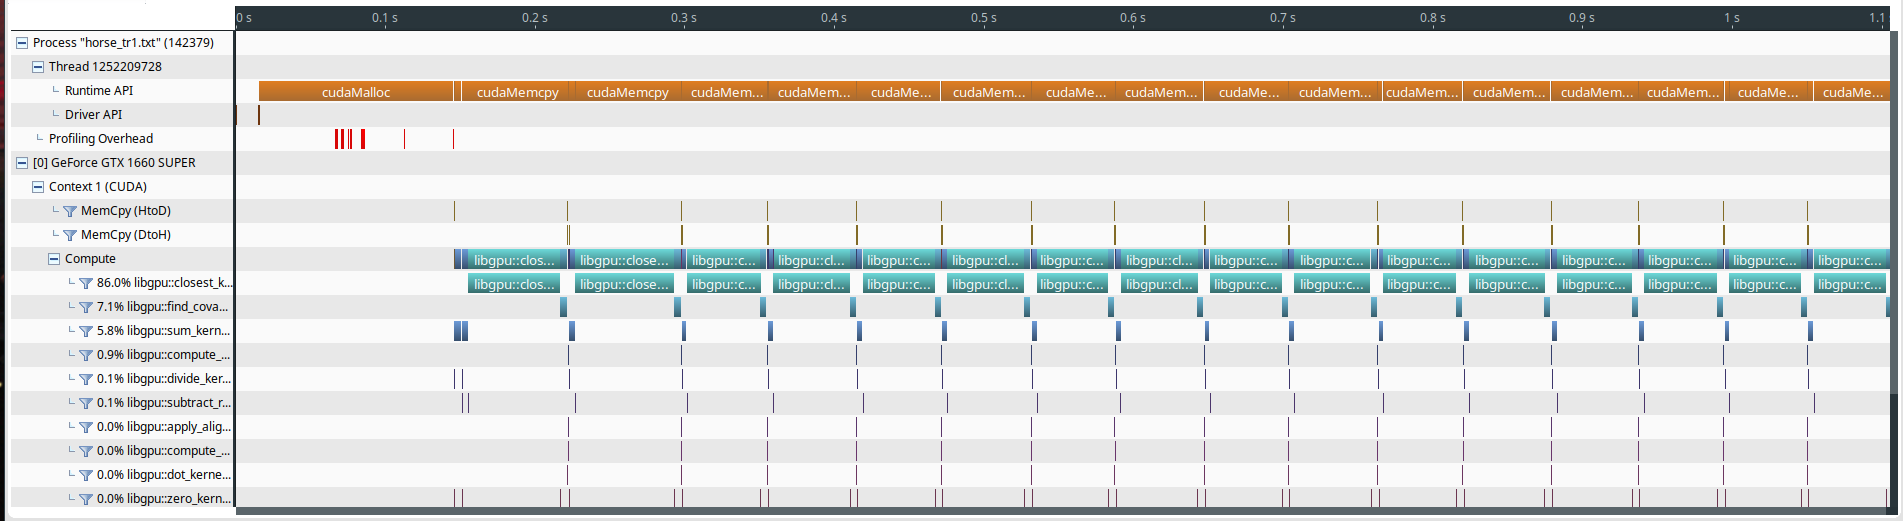 0 s 0.1 s 0.2 s 0.3 s 0.4 s 0.5 s 0.6 s 0.7 s 0.8 s 0.9 s 1 s 1.1
Process "horse_tr1.txt" (142379)
Thread 1252209728
Runtime API cudaMalloc cudaMemcpy cudaMemcpy cudaMem... cudaMem... cudaMe... cudaMem... cudaMe... cudaMem... cudaMe... cudaMem... cudaMem... cudaMem... cudaMem... cudaMem... cudaMe... cudaMe...
Driver API
Profiling Overhead
[0] GeForce GTX 1660 SUPER
Context 1 (CUDA)
MemCpy (HtoD)
MemCpy (DtoH)
Compute libgpu::clos... libgpu::close... libgpu::c... libgpu::cl... libgpu::c... libgpu::cl... libgpu::c... libgpu::cl... libgpu::c... libgpu::c... libgpu::c... libgpu::c... libgpu::c... libgpu::c... libgpu::c... libgpu::c...
86.0% libgpu::closest_k... libgpu::clos... libgpu::close... libgpu::c... libgpu::cl... libgpu::c... libgpu::cl... libgpu::c... libgpu::cl... libgpu::c... libgpu::c... libgpu::c... libgpu::c... libgpu::c... libgpu::c... libgpu::c... libgpu::c...
7.1% libgpu::find_cova...
5.8% libgpu::sum_kern...
0.9% libgpu::compute_...
0.1% libgpu::divide_ker...
0.1% libgpu::subtract_r...
0.0% libgpu::apply_alig...
0.0% libgpu::compute_...
0.0% libgpu::dot_kerne...
0.0% libgpu::zero_kern...